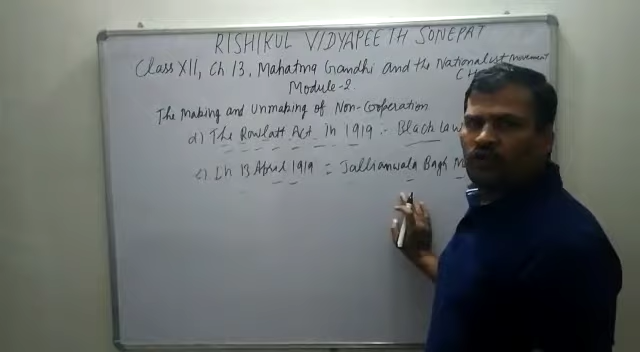 RISHIKUL VIDYAPEETH SONEPAT
Class XII, Ch 13, Mahatma Gandhi and the Nationalist Movement
Module-2.
The Making and Unmaking of Non-Cooperation
d) The Rowlatt Act In 1919 :- Black Law
In 13 April 1919 = Jallianwala Bagh